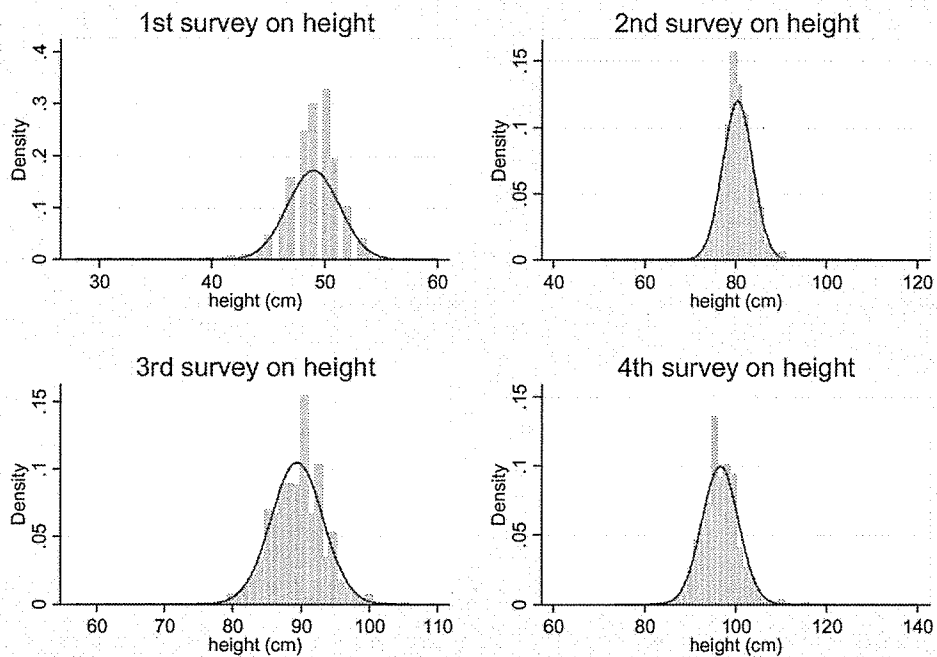 1st survey on height
.4
.3
.2
.1
0
Density
30 40 50 60
height (cm)
2nd survey on height
.15
.1
.05
0
Density
40 60 80 100 120
height (cm)
3rd survey on height
.15
.1
.05
0
Density
60 70 80 90 100 110
height (cm)
4th survey on height
.15
.1
.05
0
Density
60 80 100 120 140
height (cm)